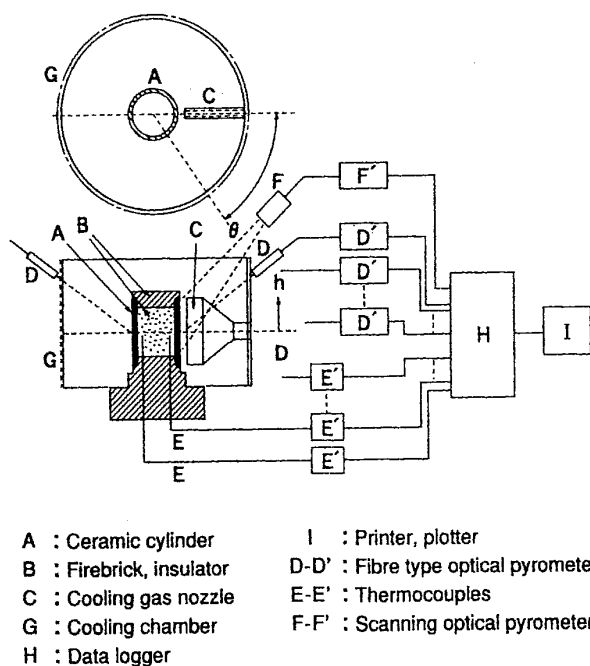 G
A
C
F
F′
θ
A
B
C
D
D
D′
h
D′
D′
D
G
H
I
E′
E
E′
E
E′
A : Ceramic cylinder
B : Firebrick, insulator
C : Cooling gas nozzle
G : Cooling chamber
H : Data logger
I : Printer, plotter
D-D' : Fibre type optical pyromete
E-E' : Thermocouples
F-F' : Scanning optical pyromete